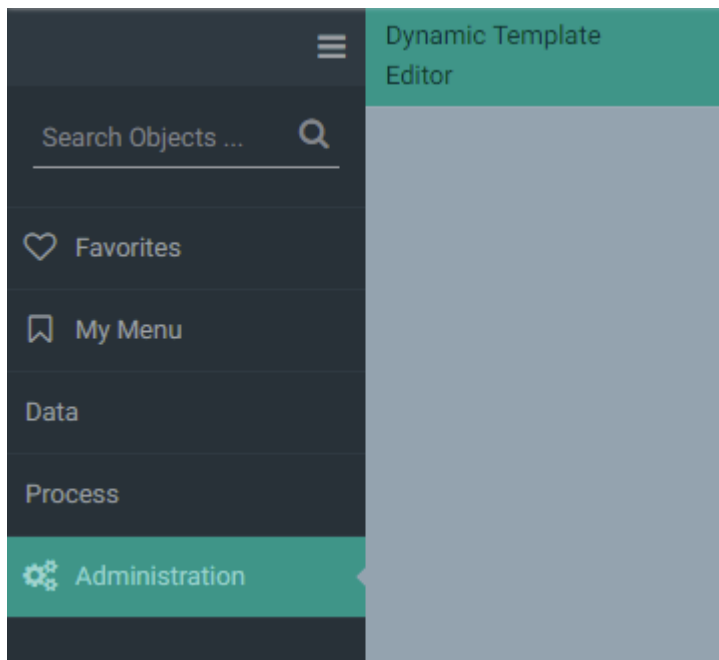 Dynamic Template
Editor
Search Objects ...
Favorites
My Menu
Data
Process
Administration